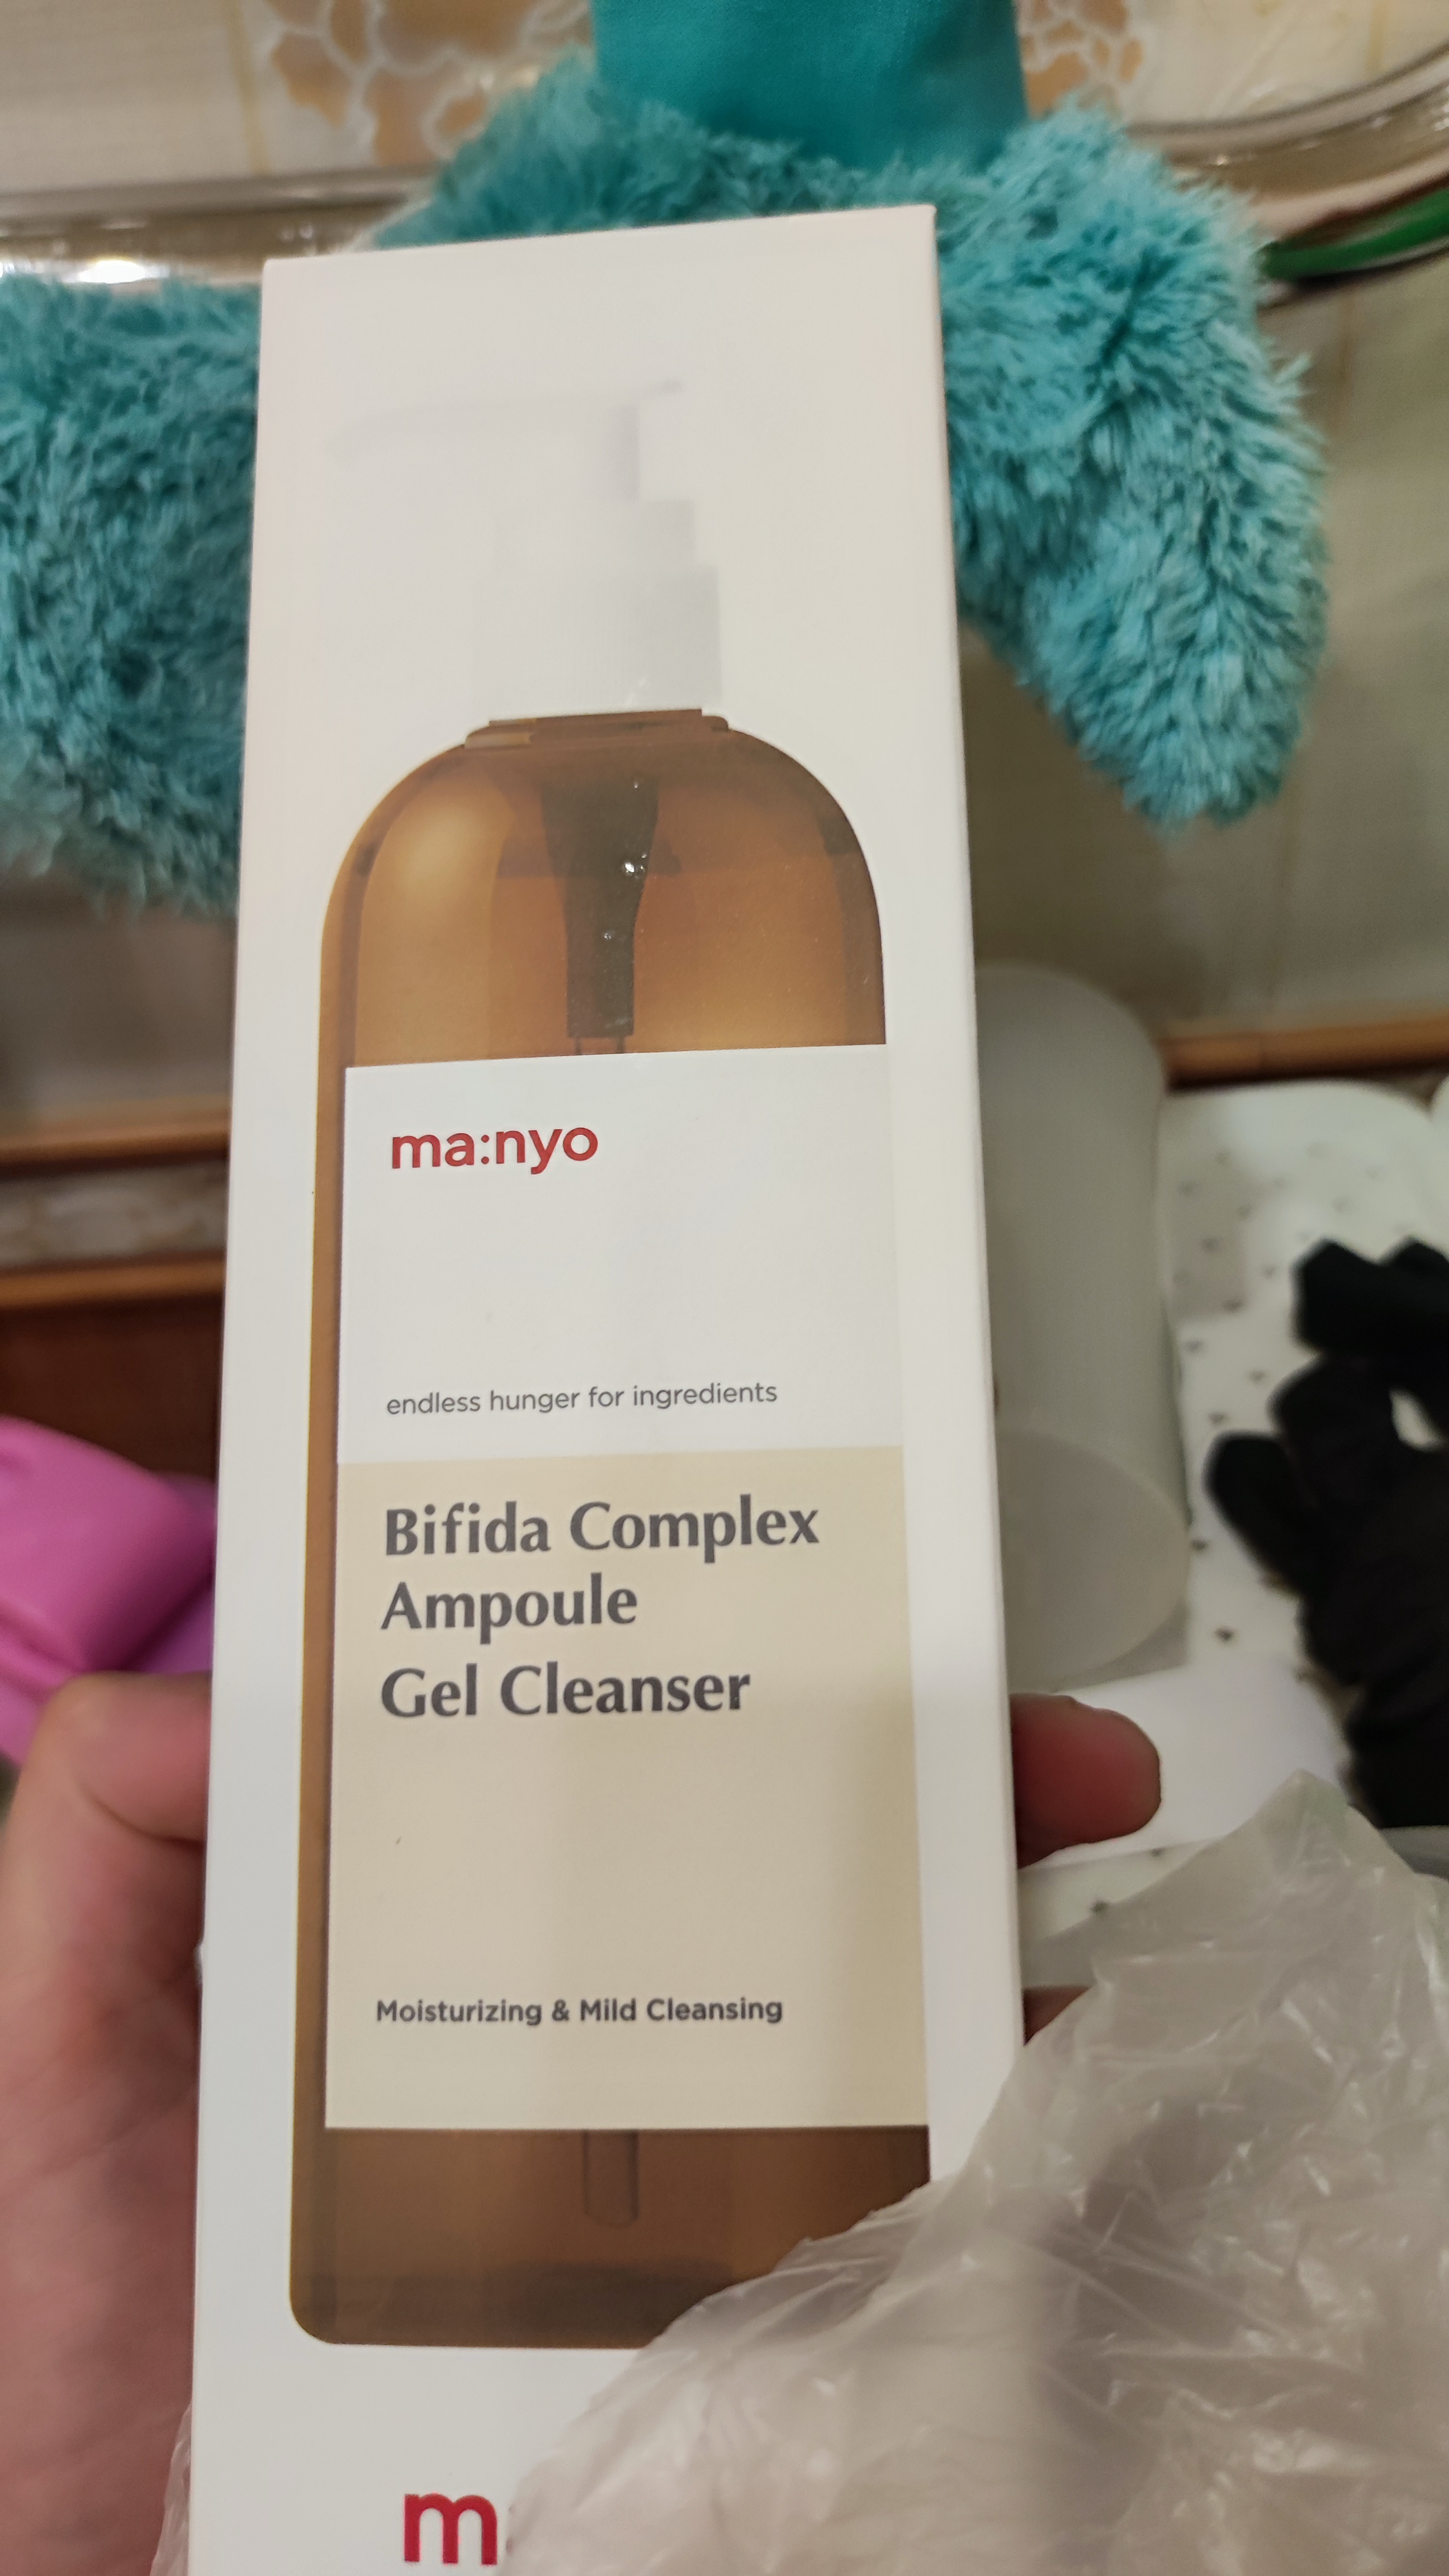 ma:nyo
endless hunger for ingredients
Bifida Complex
Ampoule
Gel Cleanser
Moisturizing & Mild Cleansing
m